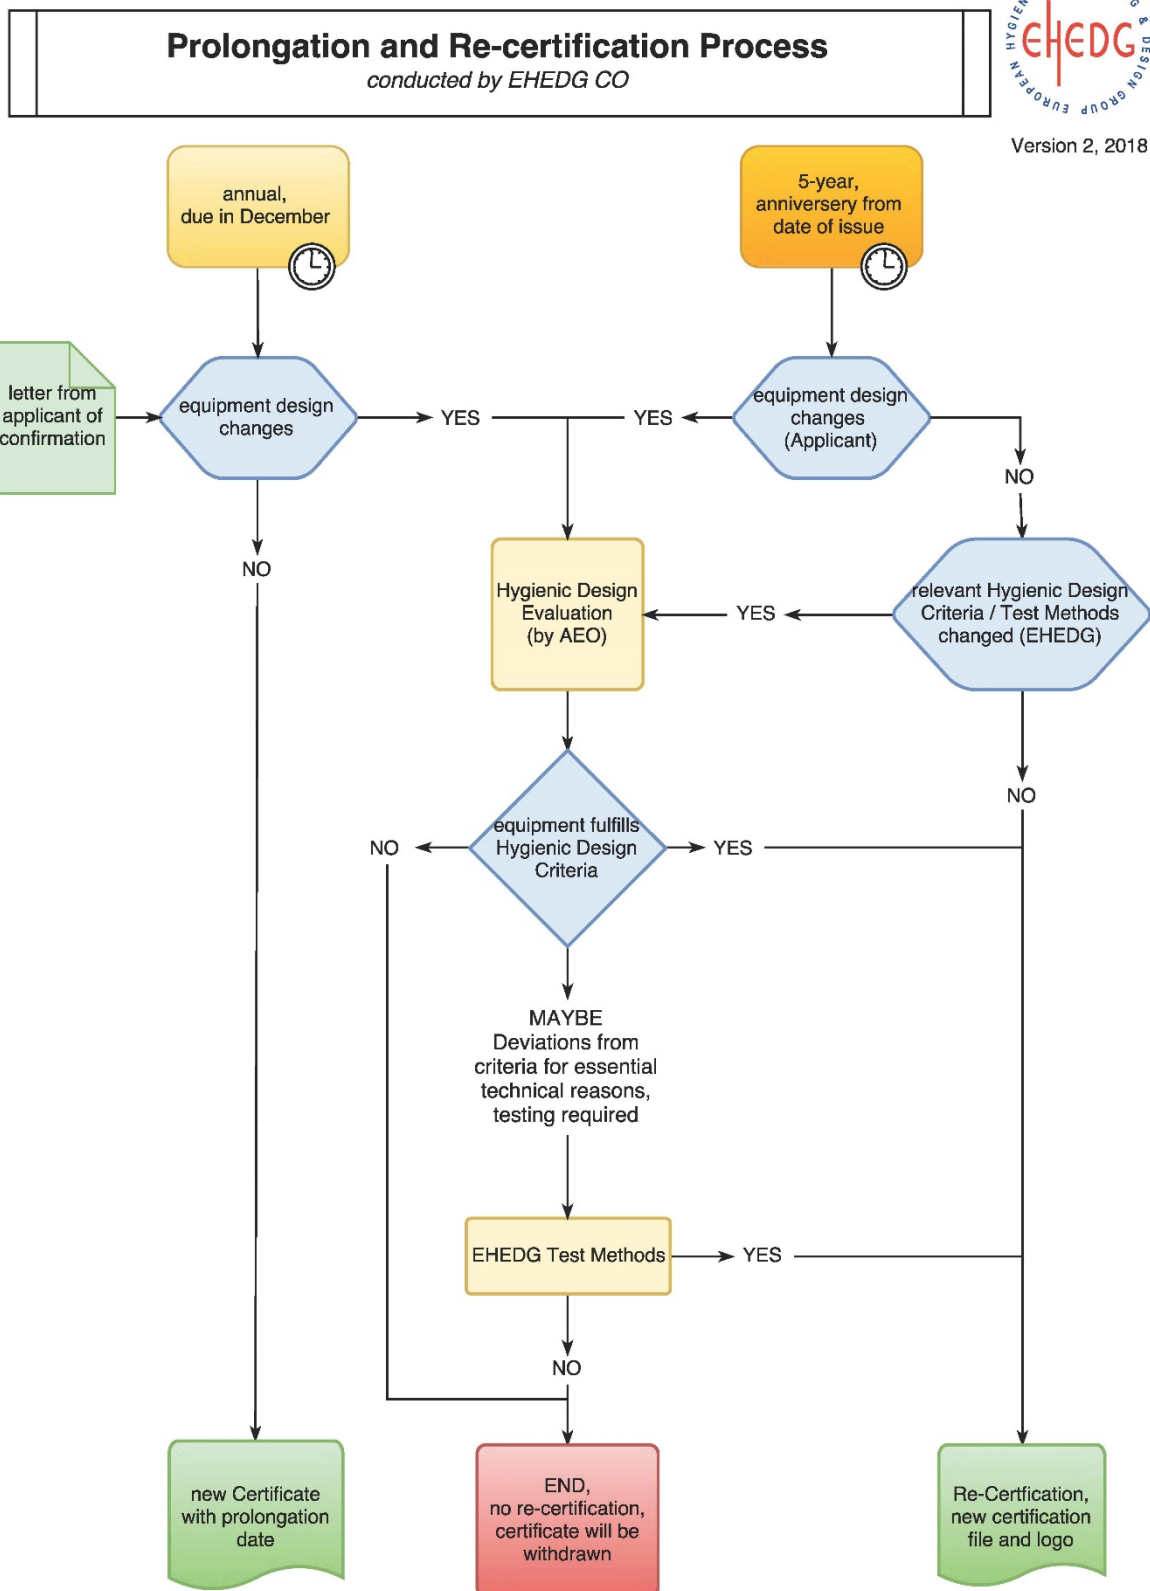 Prolongation and Re-certification Process
conducted by EHEDG CO
EHEDG
& DESIGN GROUP EUROPEAN
Version 2, 2018
annual,
due in December
5-year,
anniversery from
date of issue
letter from
applicant of
confirmation
equipment design
changes
YES
YES
equipment design
changes
(Applicant)
NO
NO
Hygienic Design
Evaluation
(by AEO)
YES
relevant Hygienic Design
Criteria / Test Methods
changed (EHEDG)
NO
NO
equipment fulfills
Hygienic Design
Criteria
YES
MAYBE
Deviations from
criteria for essential
technical reasons,
testing required
EHEDG Test Methods
YES
NO
new Certificate
with prolongation
date
END,
no re-certification,
certificate will be
withdrawn
Re-Certfication,
new certification
file and logo